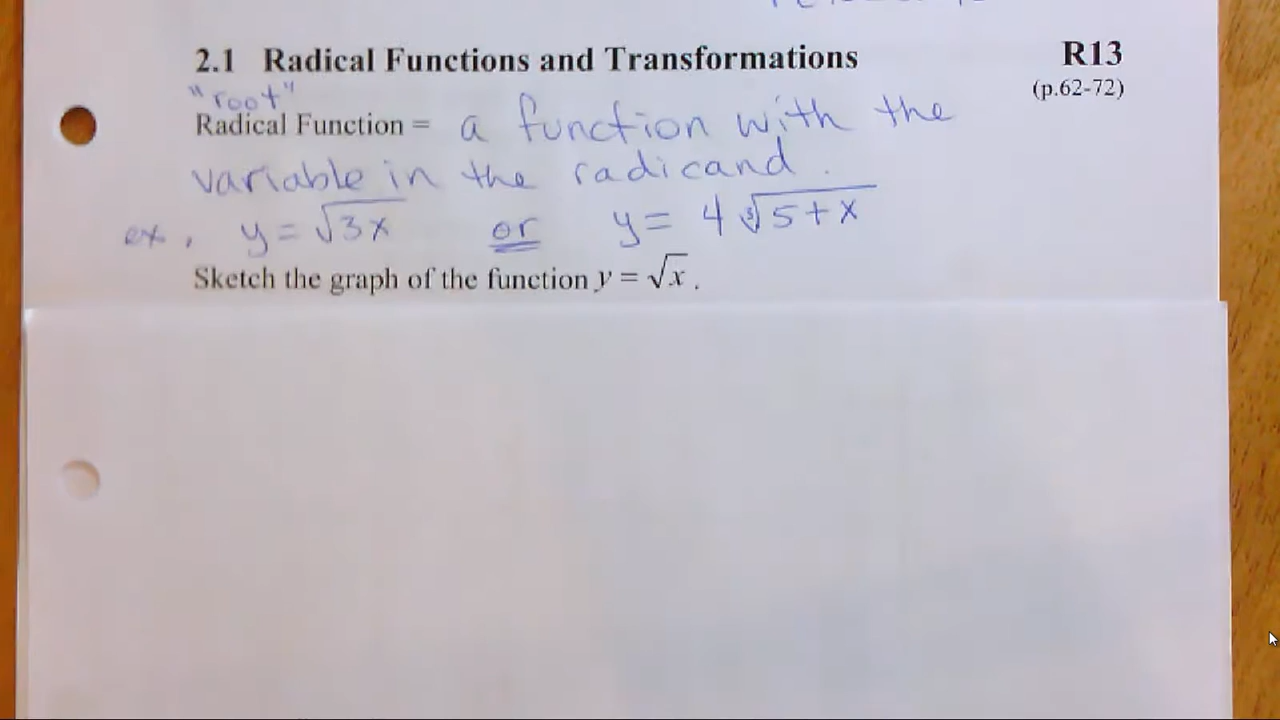 2.1 Radical Functions and Transformations R13
(p.62-72)
"root"
Radical Function = a function with the
variable in the radicand.
ex, y = √3x or y = 4∛5+x
Sketch the graph of the function y = √x.